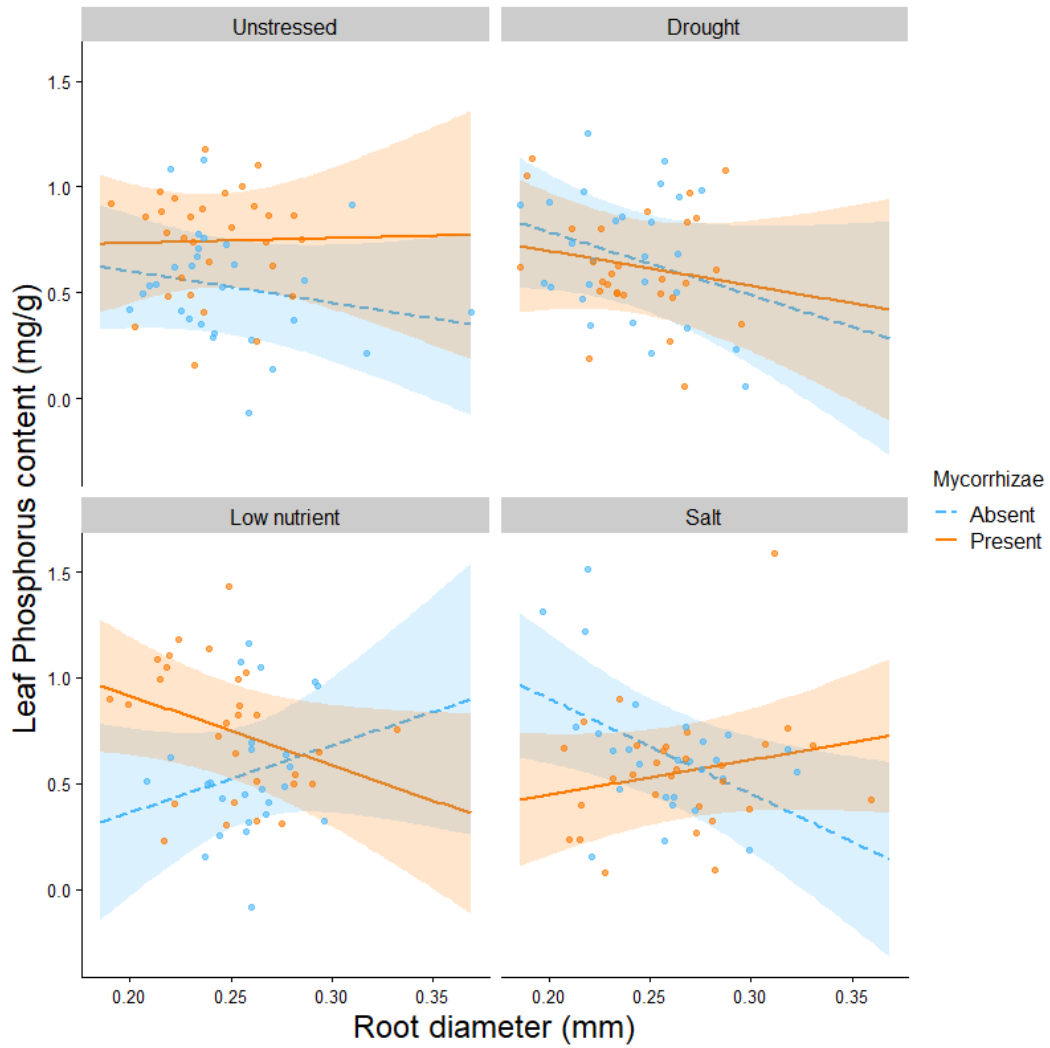 Unstressed
Drought
1.5
1.0
0.5
0.0
Leaf Phosphorus content (mg/g)
Mycorrhizae
Absent
Present
Low nutrient
Salt
1.5
1.0
0.5
0.0
0.20 0.25 0.30 0.35 0.20 0.25 0.30 0.35
Root diameter (mm)